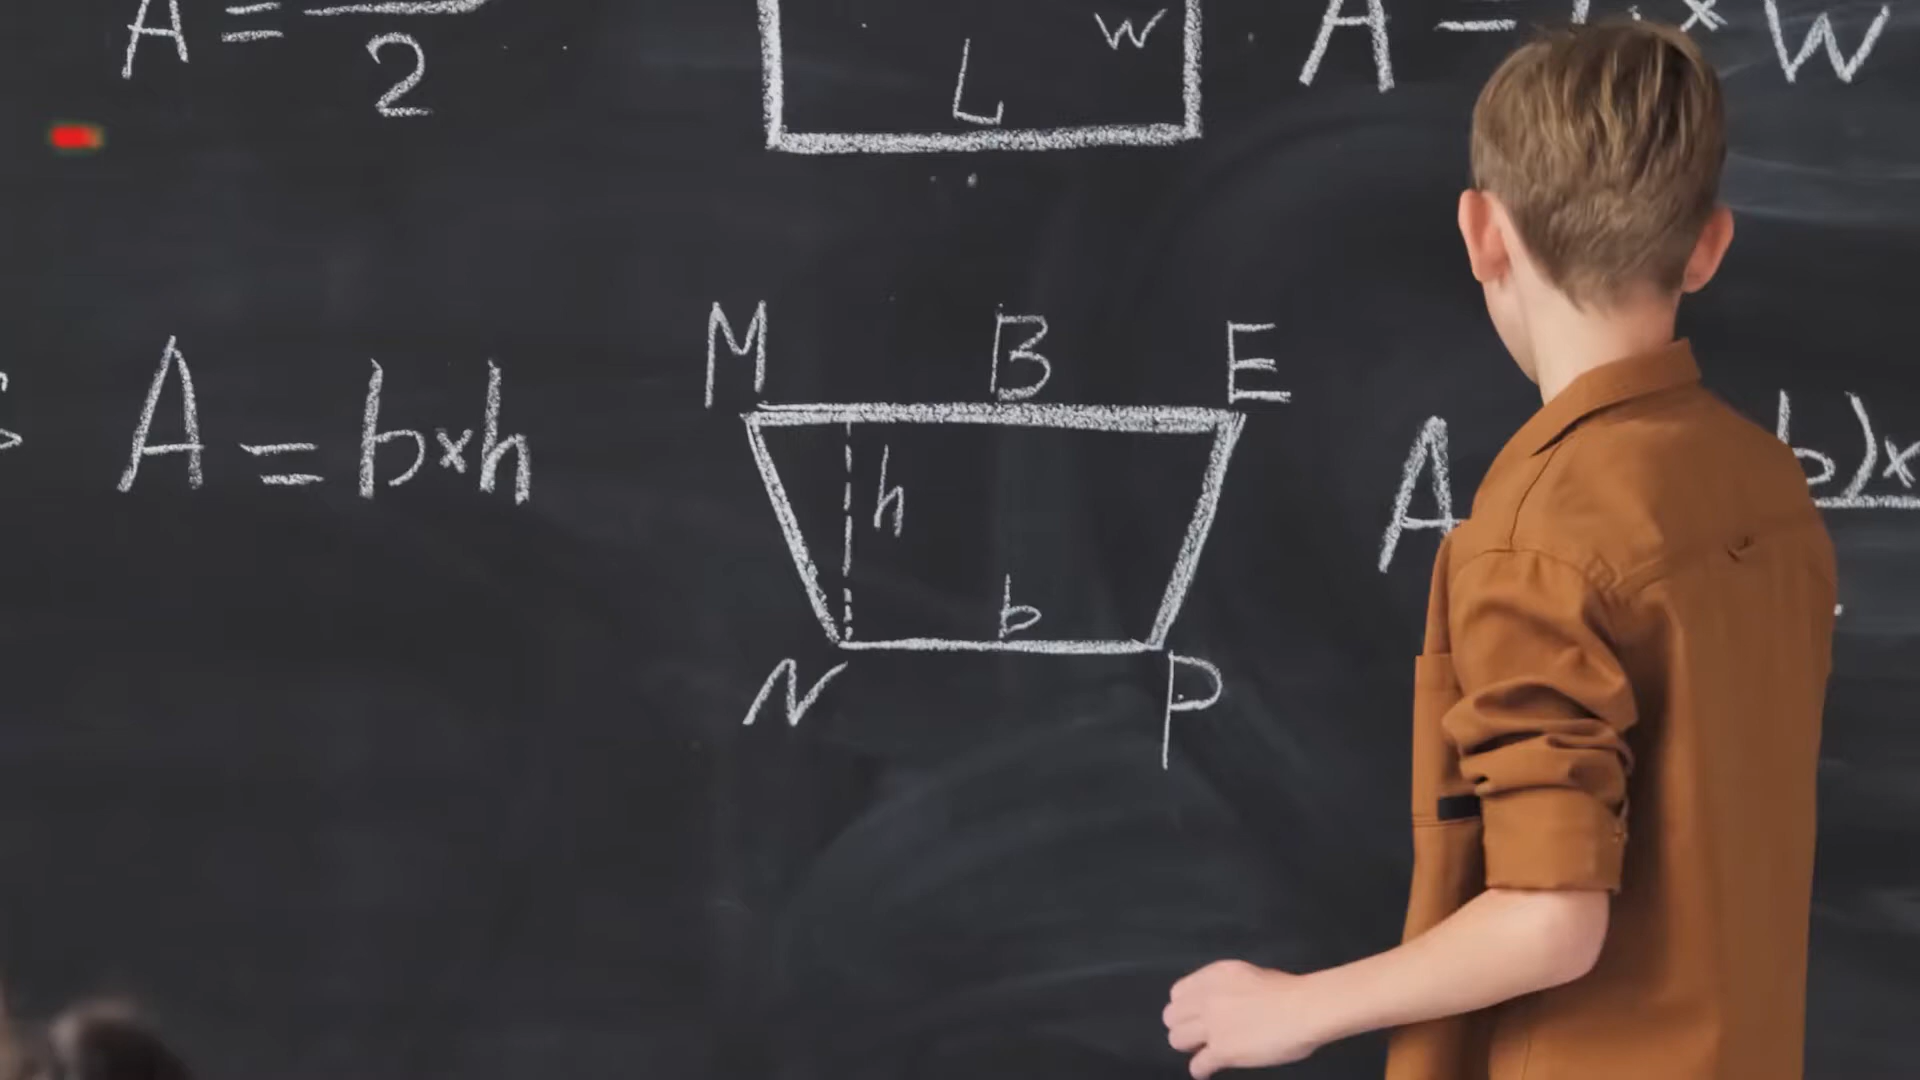 A = 2
L
W
A = L × W
A = b×h
M B E
h
b
N P
A
b)×